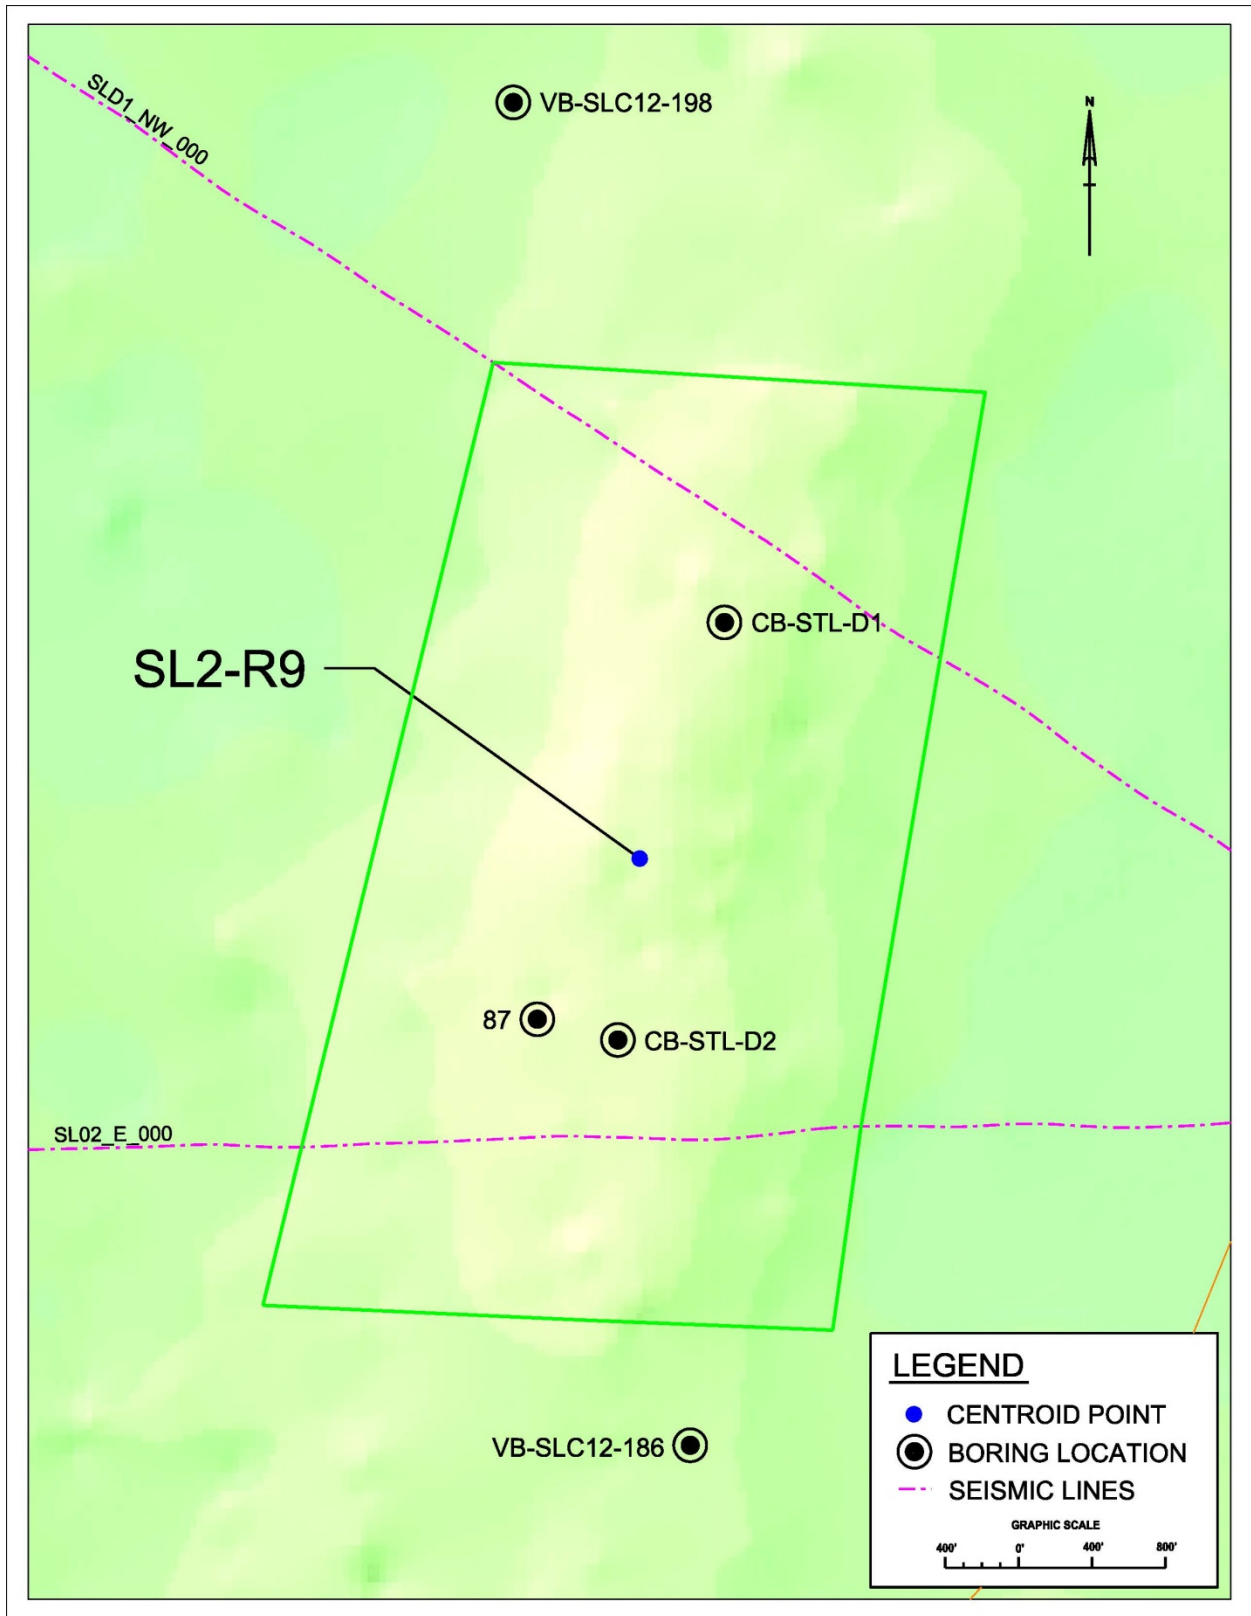 SLD1_NW_000
VB-SLC12-198
N
CB-STL-D1
SL2-R9
87
CB-STL-D2
SL02_E_000
VB-SLC12-186
LEGEND
CENTROID POINT
BORING LOCATION
SEISMIC LINES
GRAPHIC SCALE
400' 0' 400' 800'